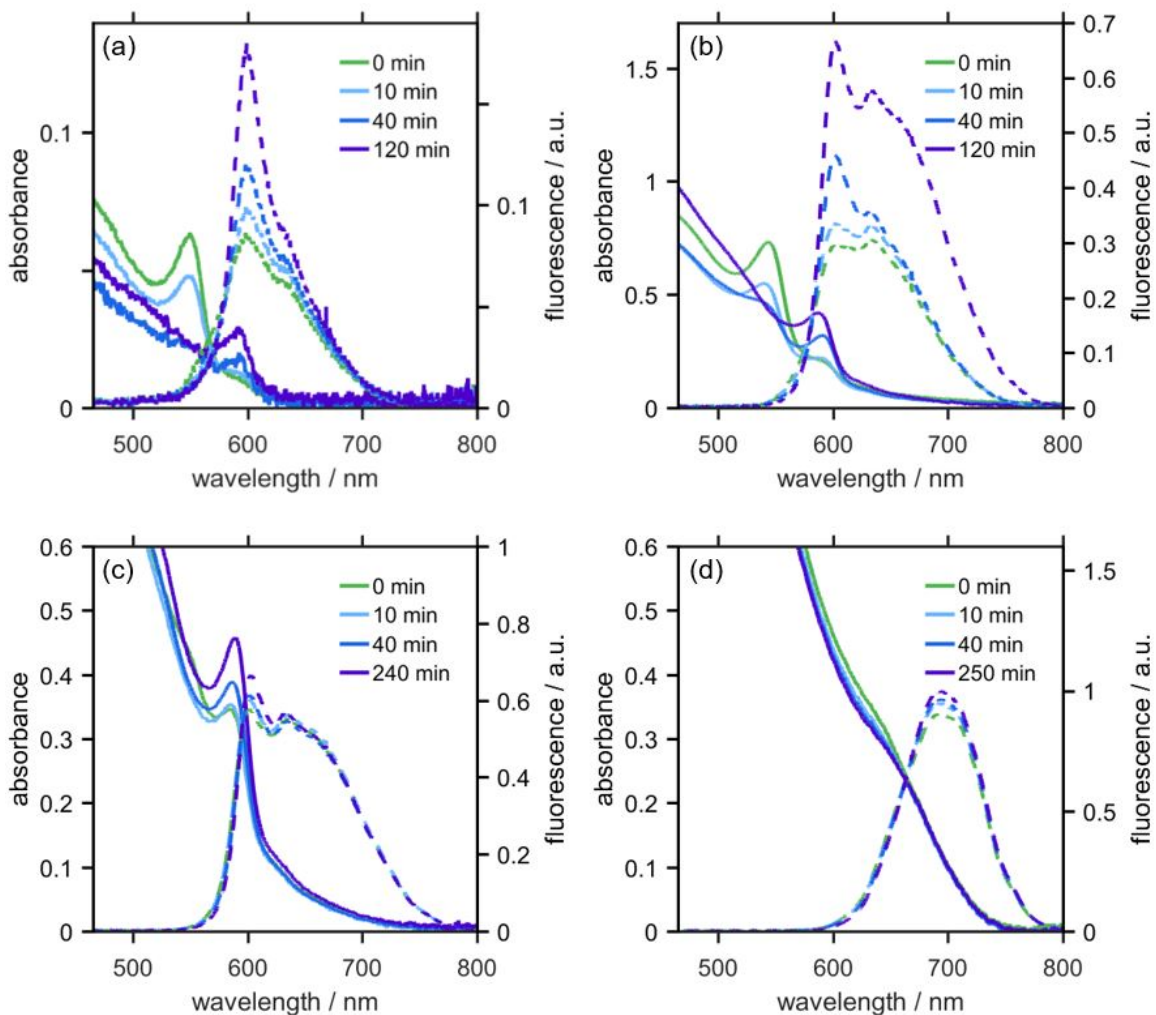 (a)
0 min
10 min
40 min
120 min
0.1
0
absorbance
0.1
0
fluorescence / a.u.
500 600 700 800
wavelength / nm
(b)
0 min
10 min
40 min
120 min
1.5
1
0.5
0
absorbance
0.7
0.6
0.5
0.4
0.3
0.2
0.1
0
fluorescence / a.u.
500 600 700 800
wavelength / nm
(c)
0 min
10 min
40 min
240 min
0.6
0.5
0.4
0.3
0.2
0.1
0
absorbance
1
0.8
0.6
0.4
0.2
0
fluorescence / a.u.
500 600 700 800
wavelength / nm
(d)
0 min
10 min
40 min
250 min
0.6
0.5
0.4
0.3
0.2
0.1
0
absorbance
1.5
1
0.5
0
fluorescence / a.u.
500 600 700 800
wavelength / nm